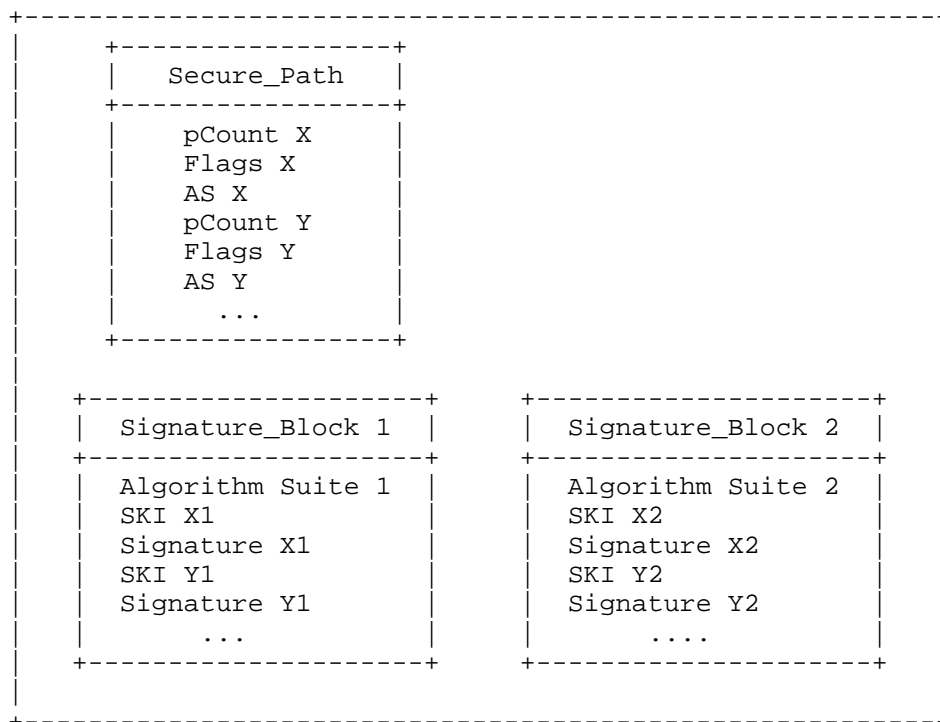 Secure_Path
pCount X
Flags X
AS X
pCount Y
Flags Y
AS Y
...
Signature_Block 1 Signature_Block 2
Algorithm Suite 1 Algorithm Suite 2
SKI X1 SKI X2
Signature X1 Signature X2
SKI Y1 SKI Y2
Signature Y1 Signature Y2
... ....